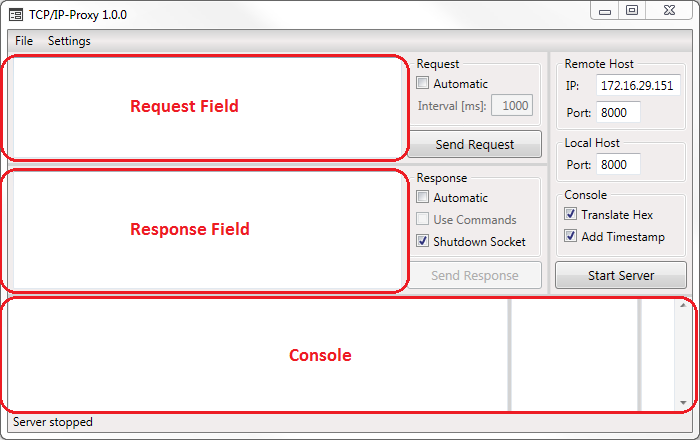 TCP/IP-Proxy 1.0.0
File Settings
Request Field
Request
Automatic
Interval [ms]: 1000
Send Request
Remote Host
IP: 172.16.29.151
Port: 8000
Local Host
Port: 8000
Response Field
Response
Automatic
Use Commands
Shutdown Socket
Send Response
Console
Translate Hex
Add Timestamp
Start Server
Console
Server stopped